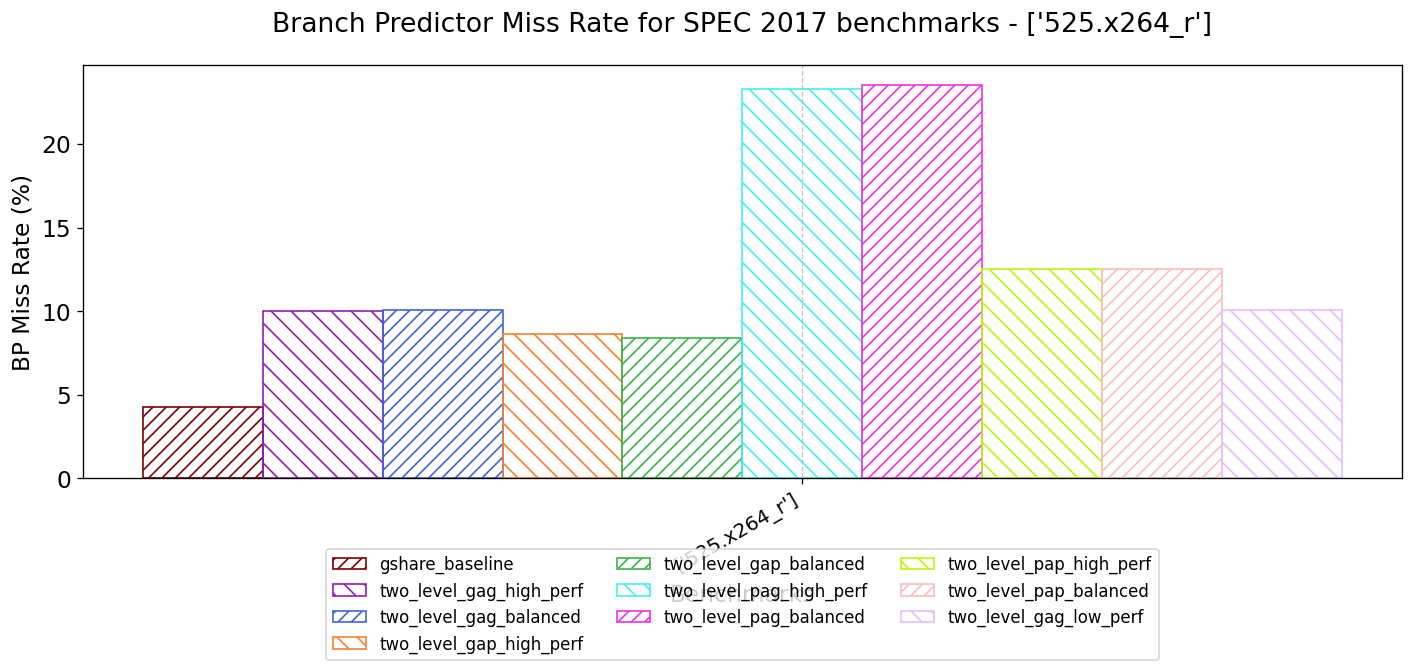 Branch Predictor Miss Rate for SPEC 2017 benchmarks - ['525.x264_r']
BP Miss Rate (%)
20
15
10
5
0
['525.x264_r']
Benchmarks
gshare_baseline
two_level_gag_high_perf
two_level_gag_balanced
two_level_gap_high_perf
two_level_gap_balanced
two_level_pag_high_perf
two_level_pag_balanced
two_level_pap_high_perf
two_level_pap_balanced
two_level_gag_low_perf